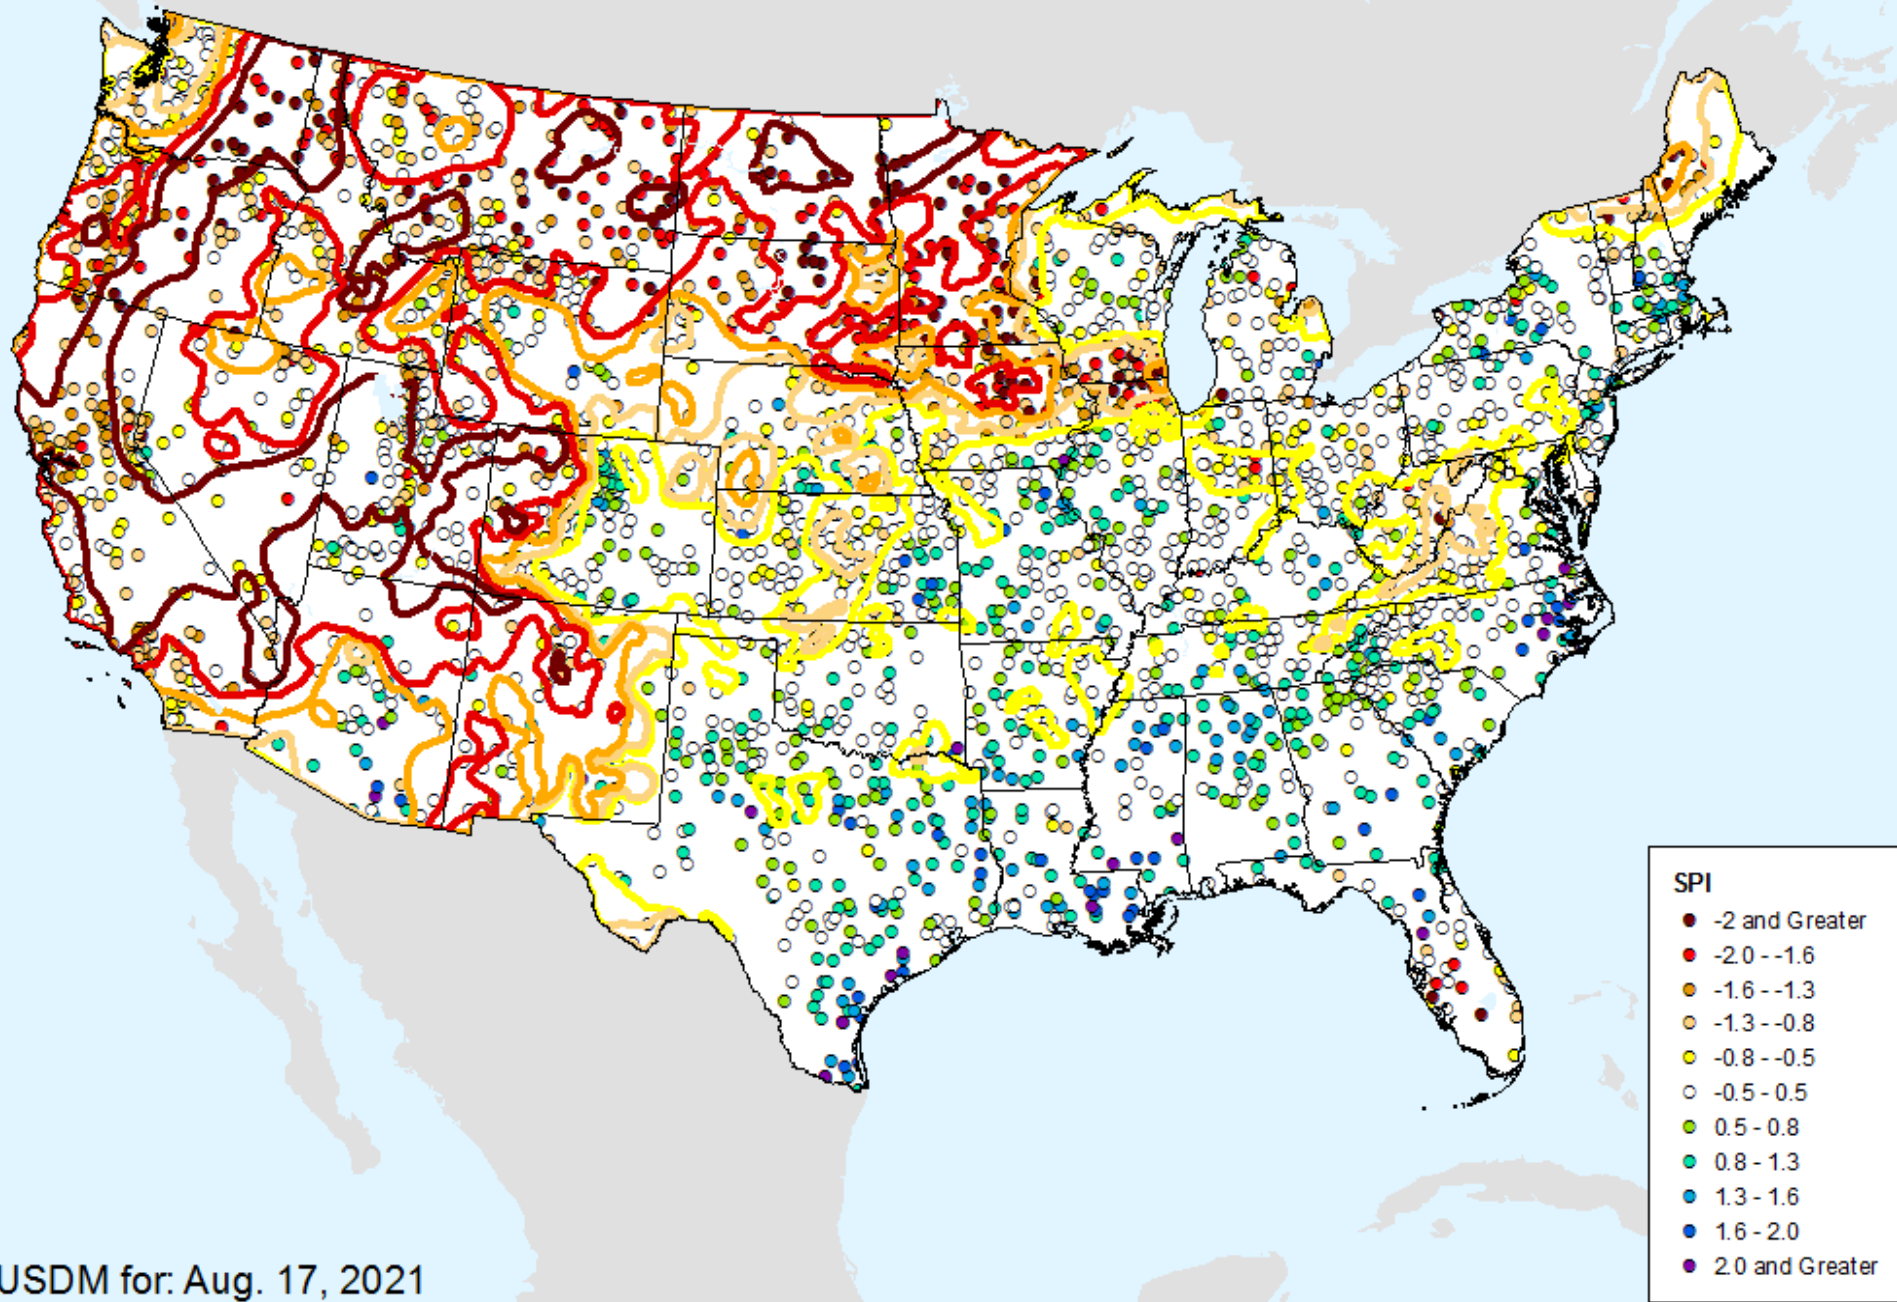 SPI
-2 and Greater
-2.0 - -1.6
-1.6 - -1.3
-1.3 - -0.8
-0.8 - -0.5
-0.5 - 0.5
0.5 - 0.8
0.8 - 1.3
1.3 - 1.6
1.6 - 2.0
2.0 and Greater
USDM for: Aug. 17, 2021